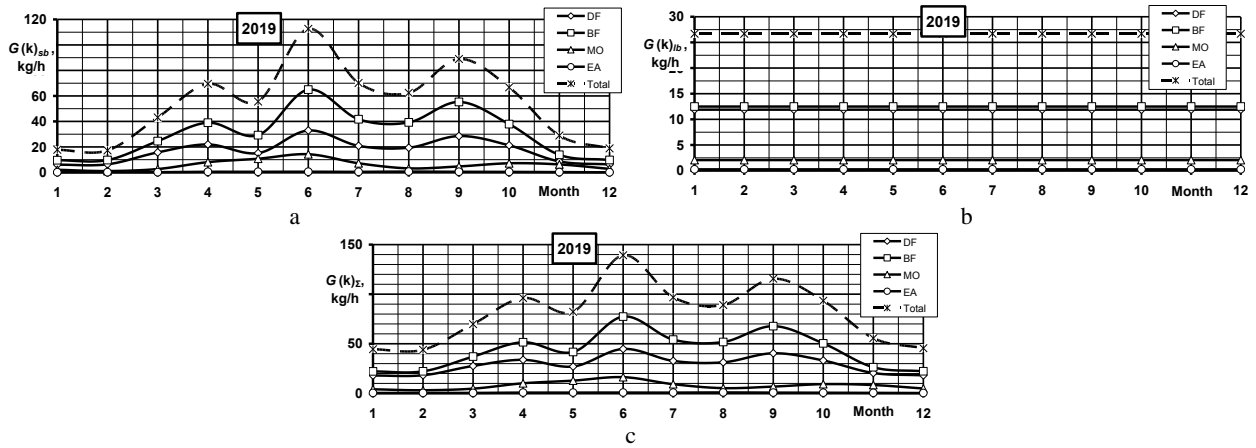 120
2019
G (k)sb,
kg/h
60
40
20
0
1 2 3 4 5 6 7 8 9 10 Month 12
DF
BF
MO
EA
Total
a
30
2019
G (k)lb,
kg/h
15
10
5
0
1 2 3 4 5 6 7 8 9 10 Month 12
DF
BF
MO
EA
Total
b
150
2019
G (k)Σ,
kg/h
50
0
1 2 3 4 5 6 7 8 9 10 Month 12
DF
BF
MO
EA
Total
c